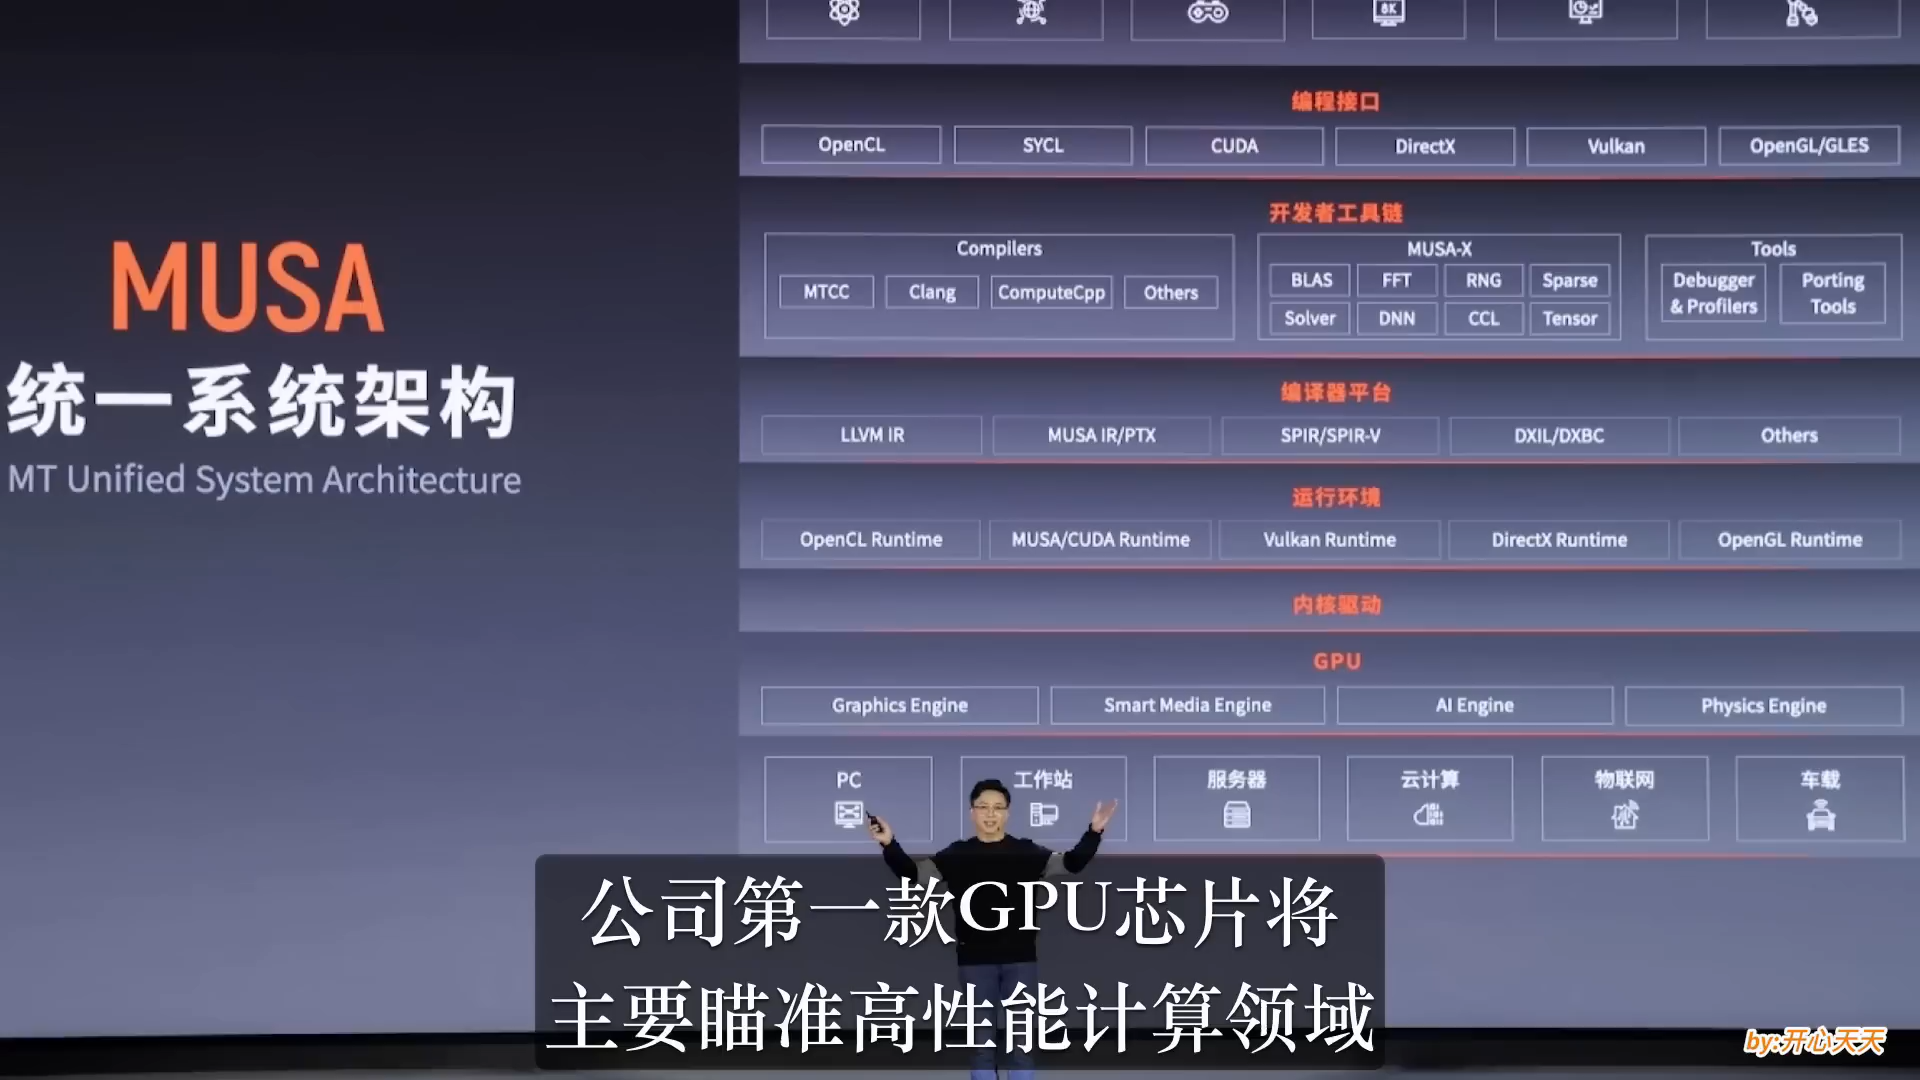 MUSA
统一系统架构
MT Unified System Architecture
8K
编程接口
OpenCL SYCL CUDA DirectX Vulkan OpenGL/GLES
开发者工具链
Compilers
MTCC Clang ComputeCpp Others
MUSA-X
BLAS FFT RNG Sparse
Solver DNN CCL Tensor
Tools
Debugger
& Profilers
Porting
Tools
编译器平台
LLVM IR MUSA IR/PTX SPIR/SPIR-V DXIL/DXBC Others
运行环境
OpenCL Runtime MUSA/CUDA Runtime Vulkan Runtime DirectX Runtime OpenGL Runtime
内核驱动
GPU
Graphics Engine Smart Media Engine AI Engine Physics Engine
PC 工作站 服务器 云计算 物联网 车载
公司第一款GPU芯片将
主要瞄准高性能计算领域
by:开心天天